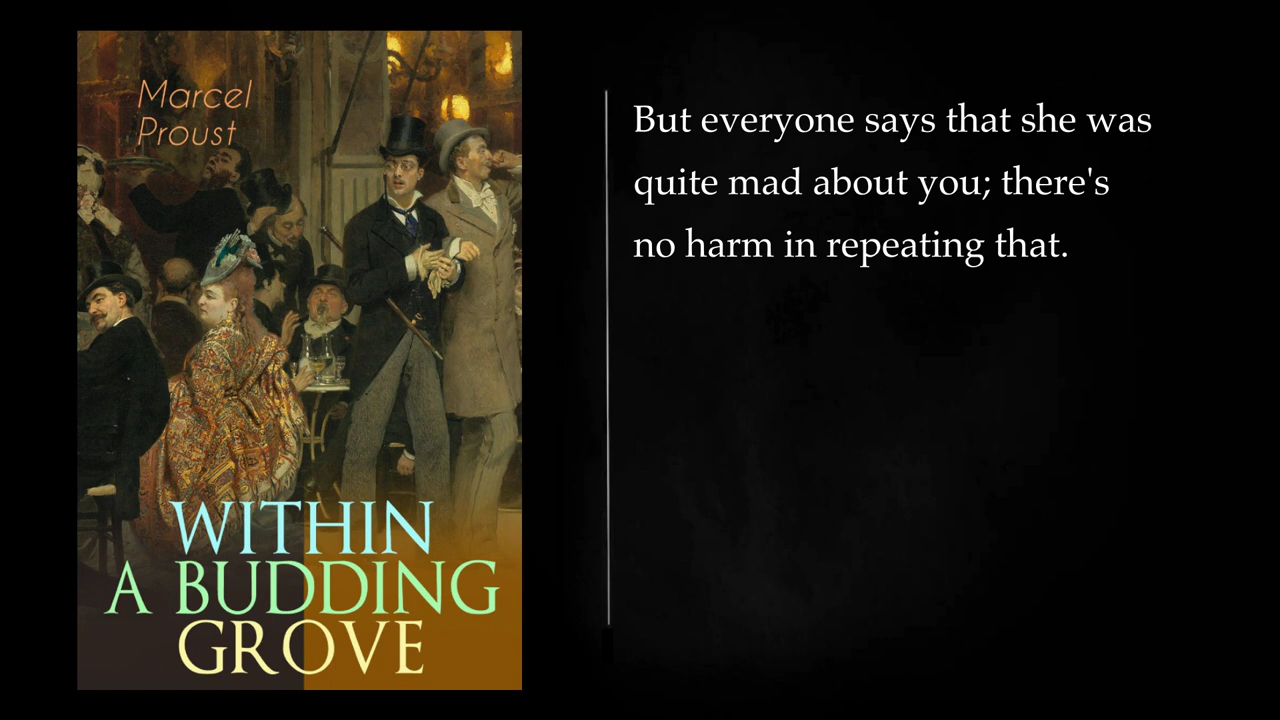 Marcel
Proust
WITHIN
A BUDDING
GROVE
But everyone says that she was
quite mad about you; there's
no harm in repeating that.